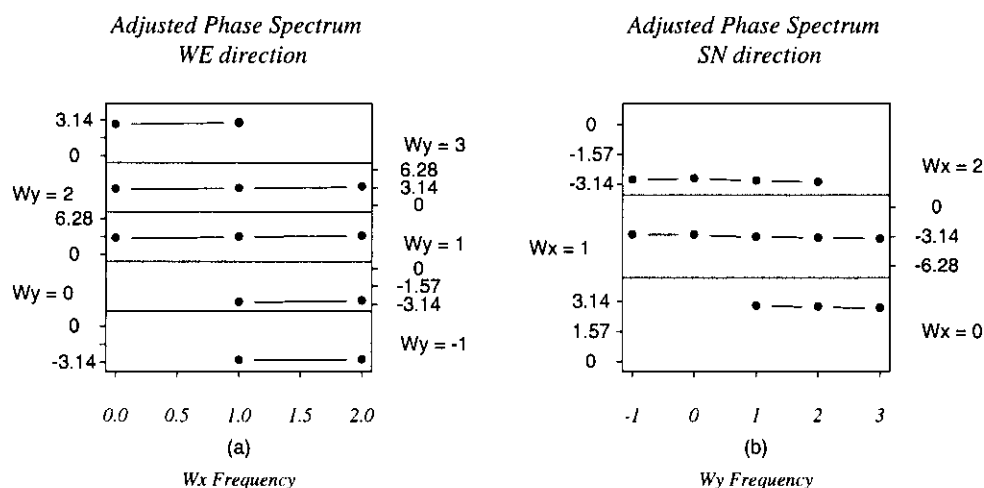 Adjusted Phase Spectrum
WE direction
3.14
0
Wy = 3
6.28
3.14
0
Wy = 2
6.28
0
Wy = 1
0
-1.57
-3.14
Wy = 0
0
-3.14
Wy = -1
0.0 0.5 1.0 1.5 2.0
(a)
Wx Frequency
Adjusted Phase Spectrum
SN direction
0
-1.57
-3.14
Wx = 2
0
-3.14
-6.28
Wx = 1
3.14
1.57
0
Wx = 0
-1 0 1 2 3
(b)
Wy Frequency